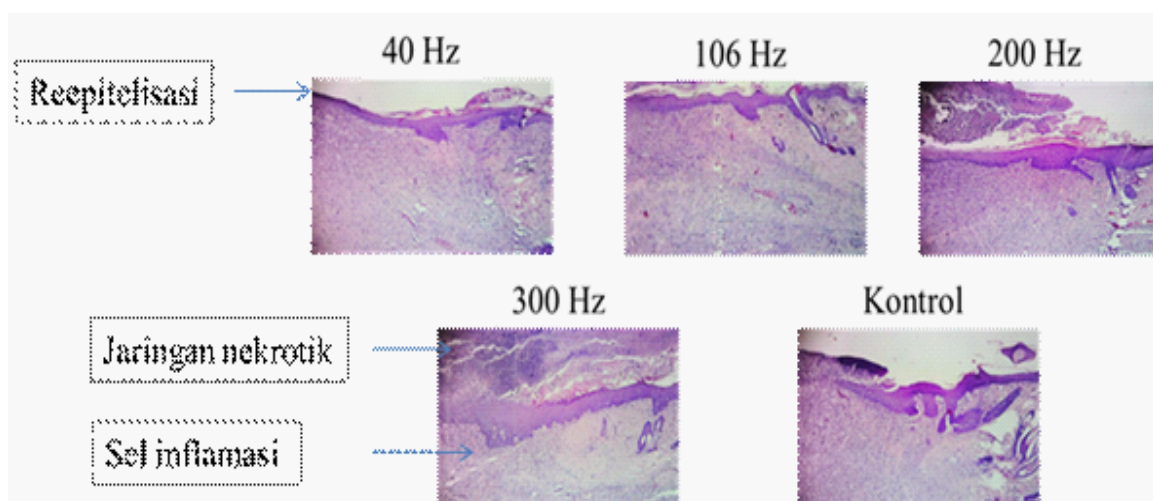 40 Hz
106 Hz
200 Hz
Reepitelisasi
300 Hz
Kontrol
Jaringan nekrotik
Sel inflamasi